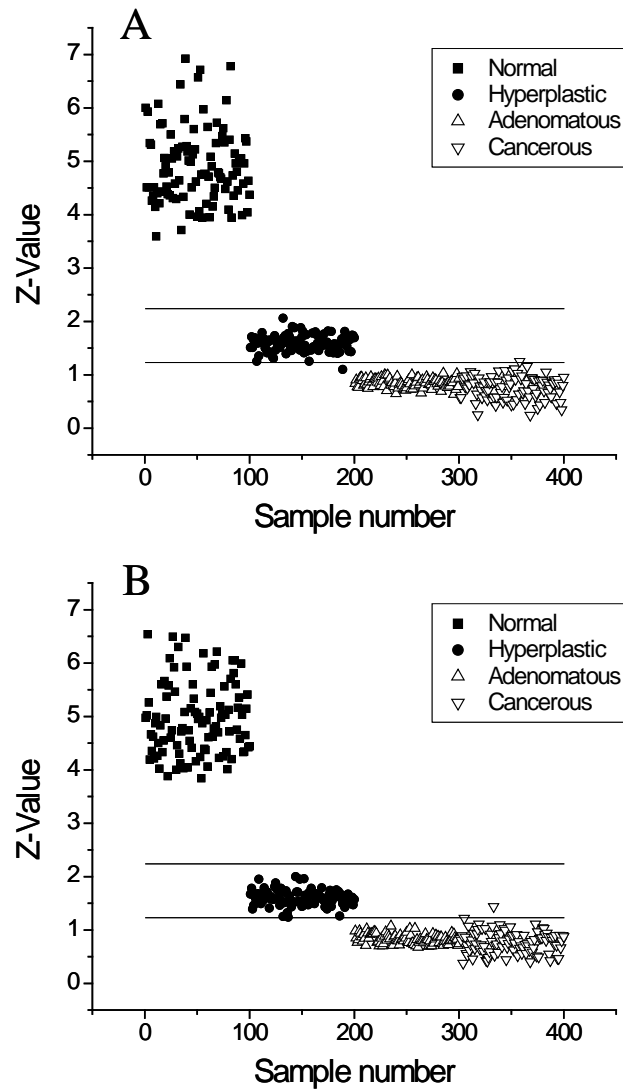 A
7
6
5
4
3
2
1
0
Z-Value
Normal
Hyperplastic
Adenomatous
Cancerous
0 100 200 300 400
Sample number
B
7
6
5
4
3
2
1
0
Z-Value
Normal
Hyperplastic
Adenomatous
Cancerous
0 100 200 300 400
Sample number